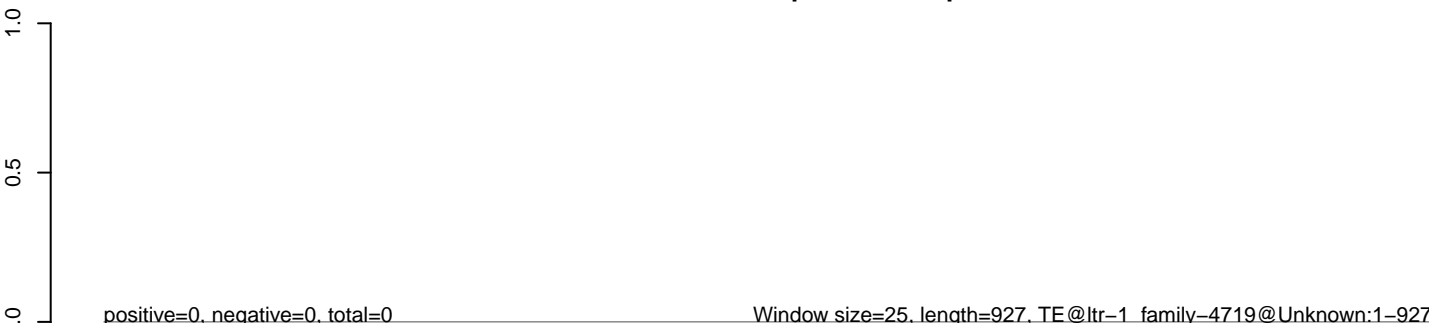 1.0
0.5
.0
positive=0, negative=0, total=0
Window size=25, length=927, TE@ltr−1_family−4719@Unknown:1−927